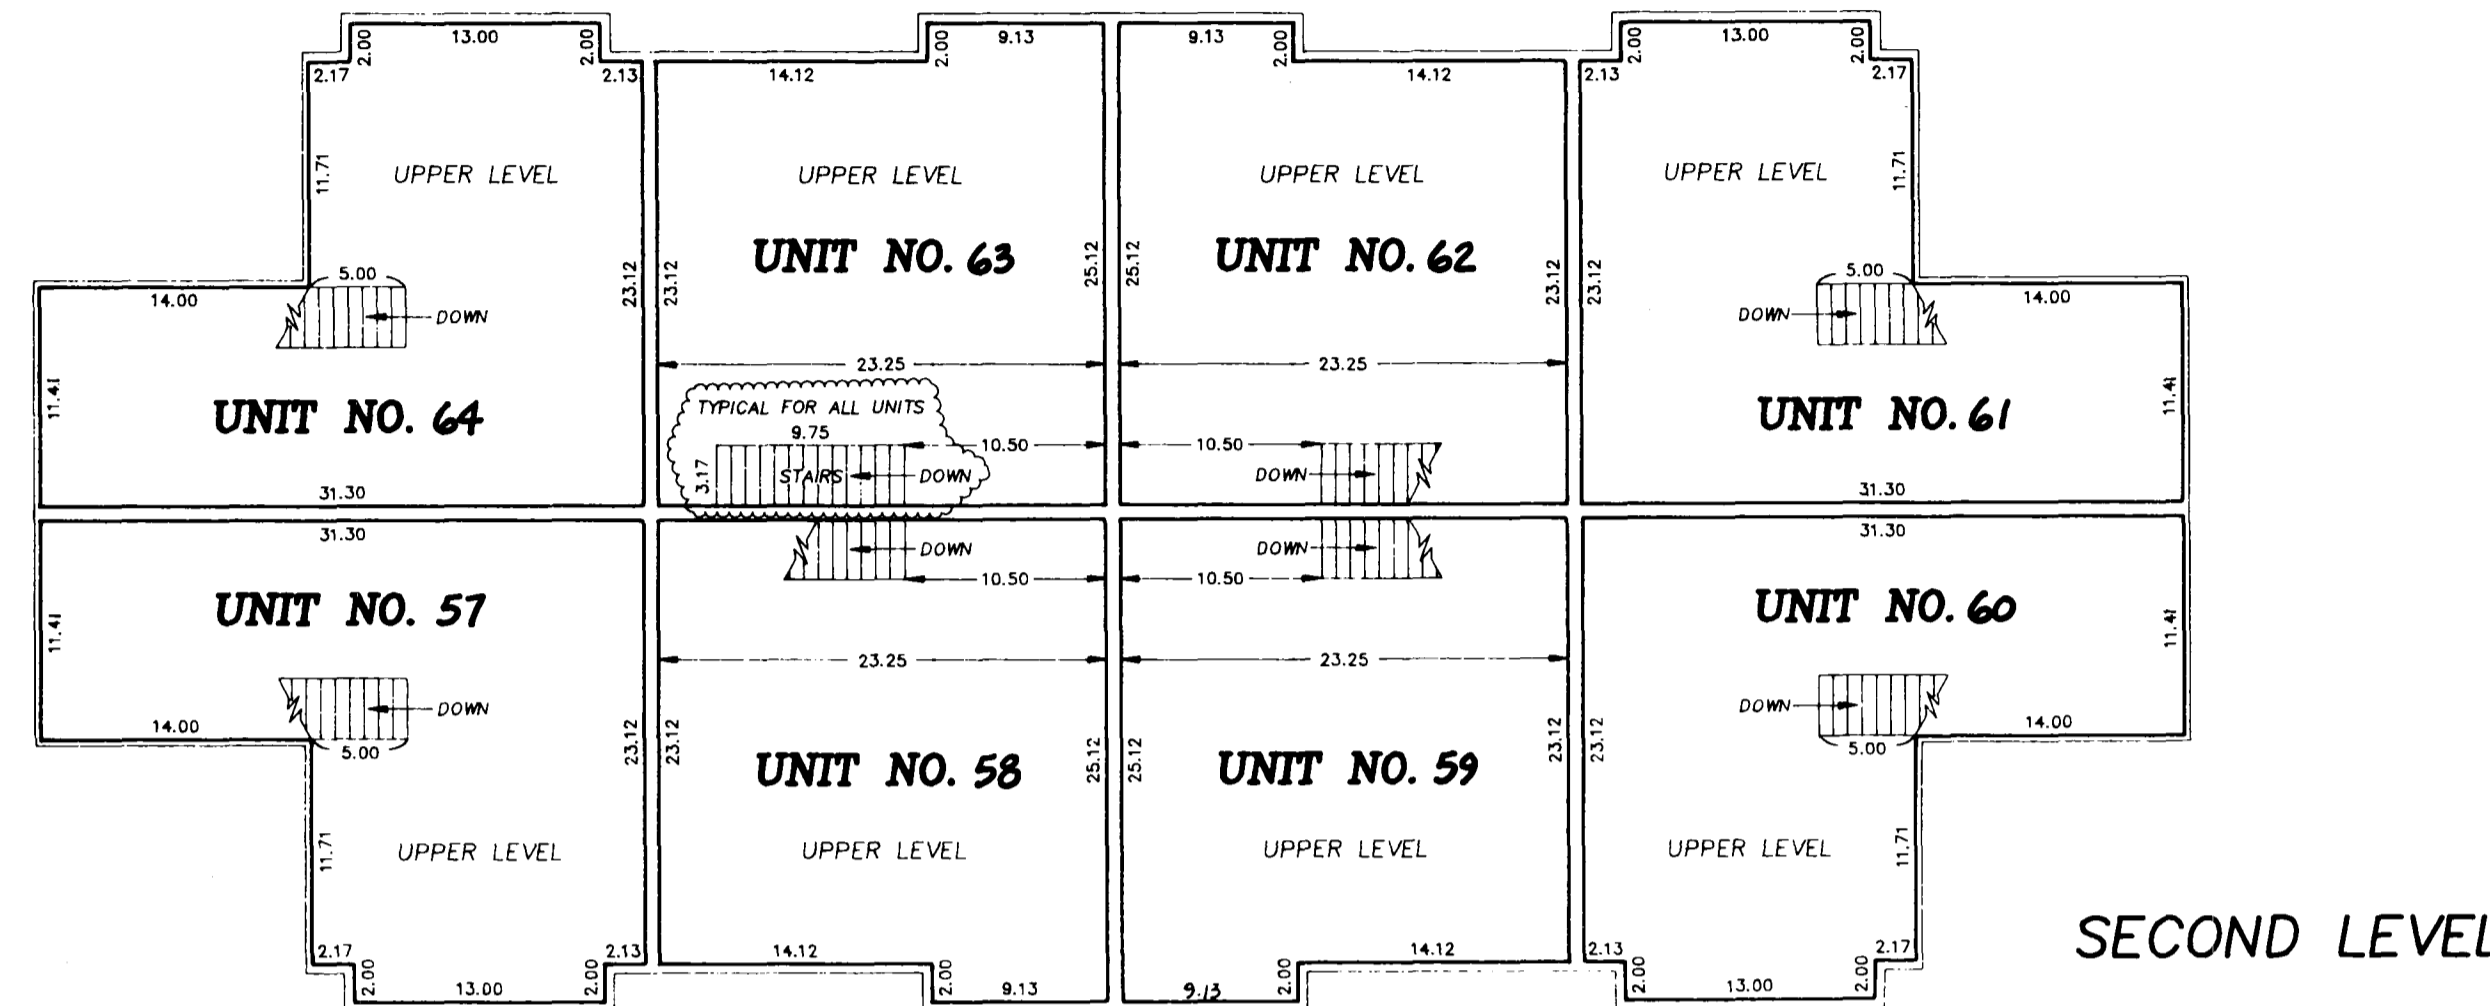 2.00 13.00 2.00 2.00 9.13 9.13 2.00 2.00 13.00 2.00
2.17 2.13 14.12 14.12 2.13 2.17
11.71 UPPER LEVEL UPPER LEVEL UPPER LEVEL UPPER LEVEL 11.71
UNIT NO. 63 UNIT NO. 62
23.12 23.12 25.12 25.12 23.12 23.12
5.00 5.00
14.00 14.00
DOWN DOWN
23.25 23.25
11.41 UNIT NO. 64 UNIT NO. 61 11.41
TYPICAL FOR ALL UNITS
9.75
10.50 10.50
3.17 STAIRS DOWN DOWN
31.30 31.30
31.30 31.30
DOWN DOWN
10.50 10.50
11.41 UNIT NO. 57 UNIT NO. 60 11.41
23.25 23.25
DOWN DOWN
14.00 14.00
5.00 5.00
23.12 23.12 25.12 25.12 23.12 23.12
UNIT NO. 58 UNIT NO. 59
11.71 UPPER LEVEL UPPER LEVEL UPPER LEVEL UPPER LEVEL 11.71
SECOND LEVEL
2.17 2.13 14.12 14.12 2.13 2.17
2.00 13.00 2.00 2.00 9.13 9.13 2.00 2.00 13.00 2.00